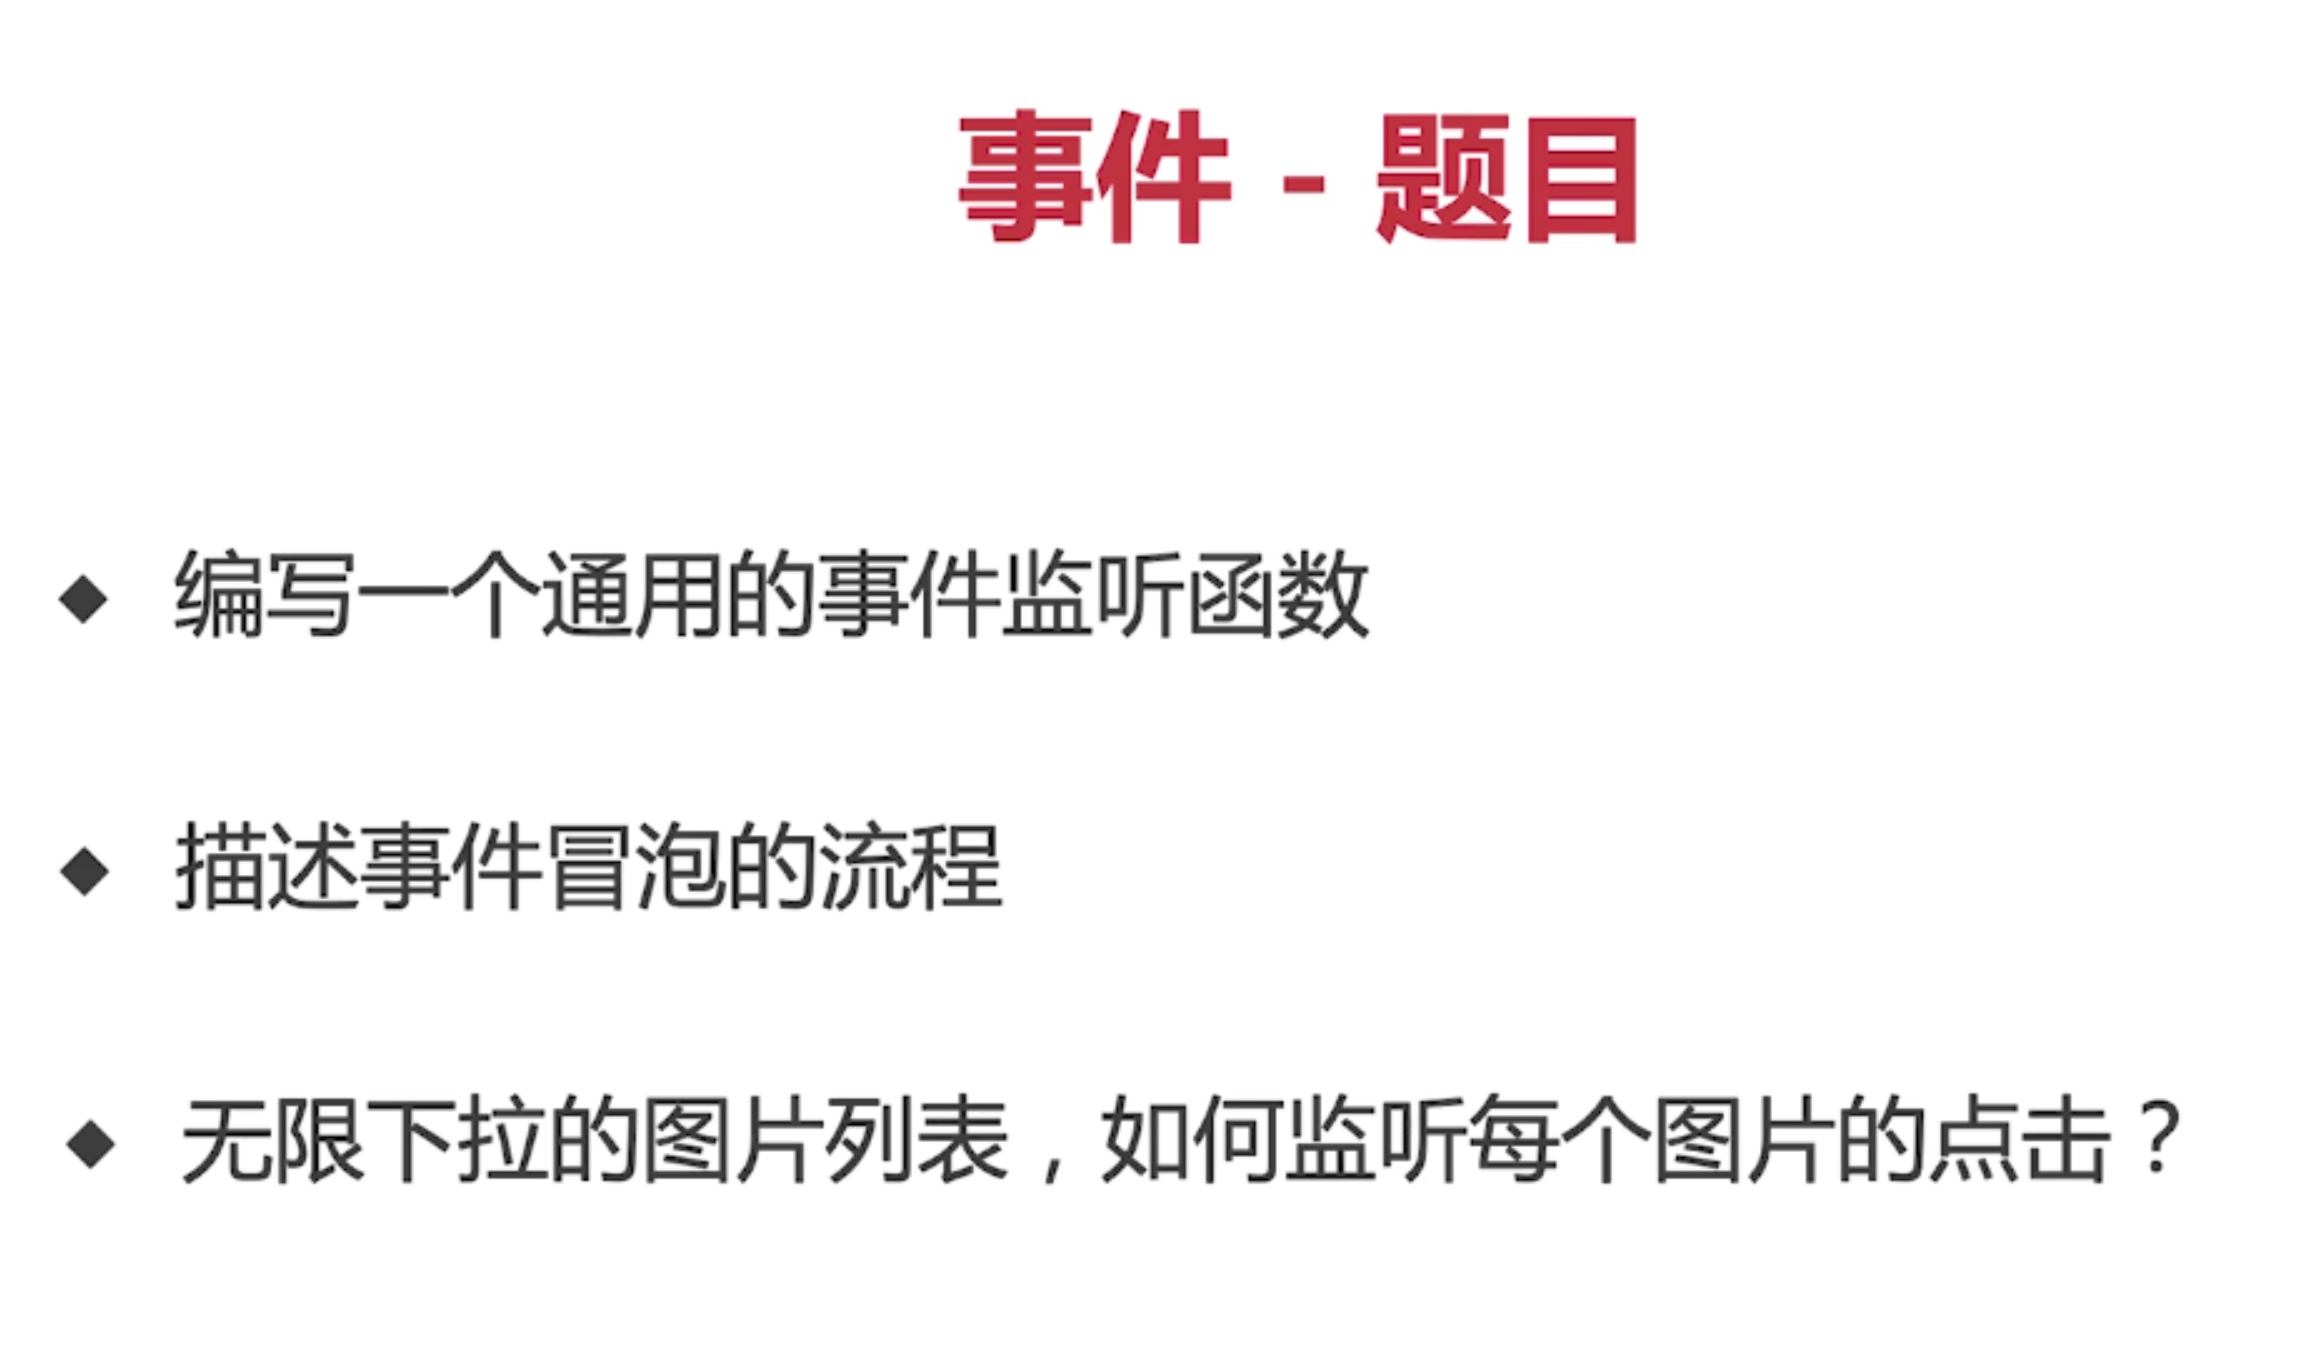 事件 - 题目
◆ 编写一个通用的事件监听函数
◆ 描述事件冒泡的流程
◆ 无限下拉的图片列表，如何监听每个图片的点击？